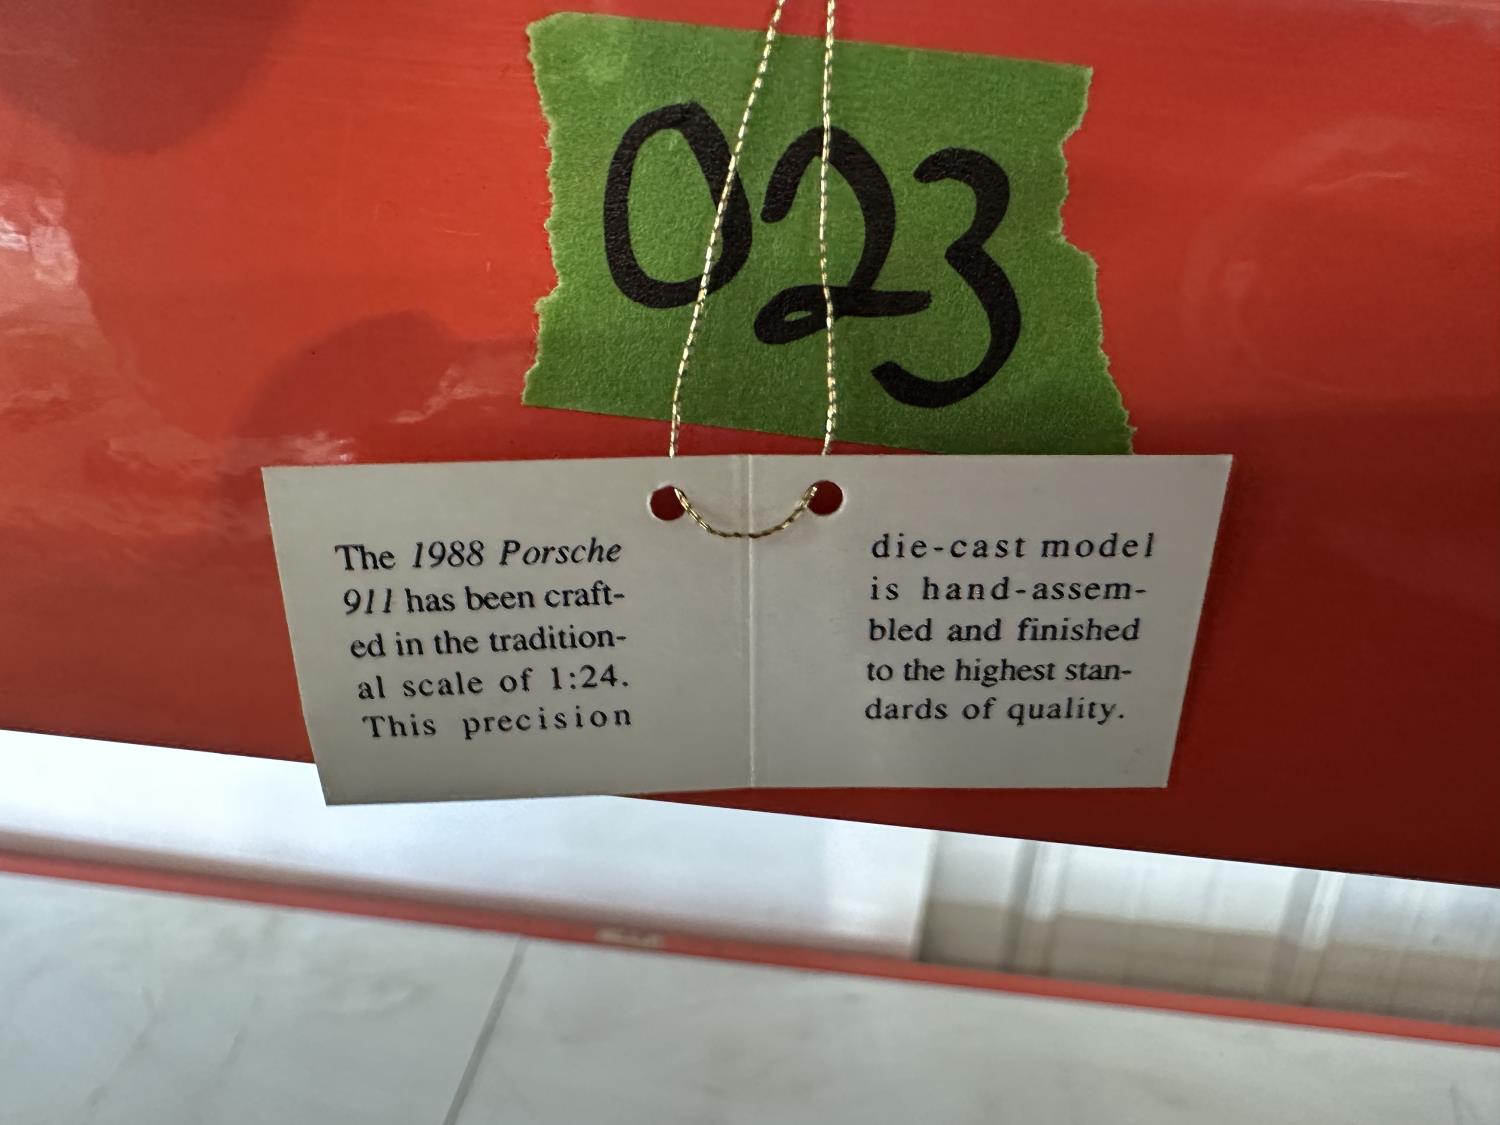 023
The 1988 Porsche
911 has been craft-
ed in the tradition-
al scale of 1:24.
This precision
die-cast model
is hand-assem-
bled and finished
to the highest stan-
dards of quality.